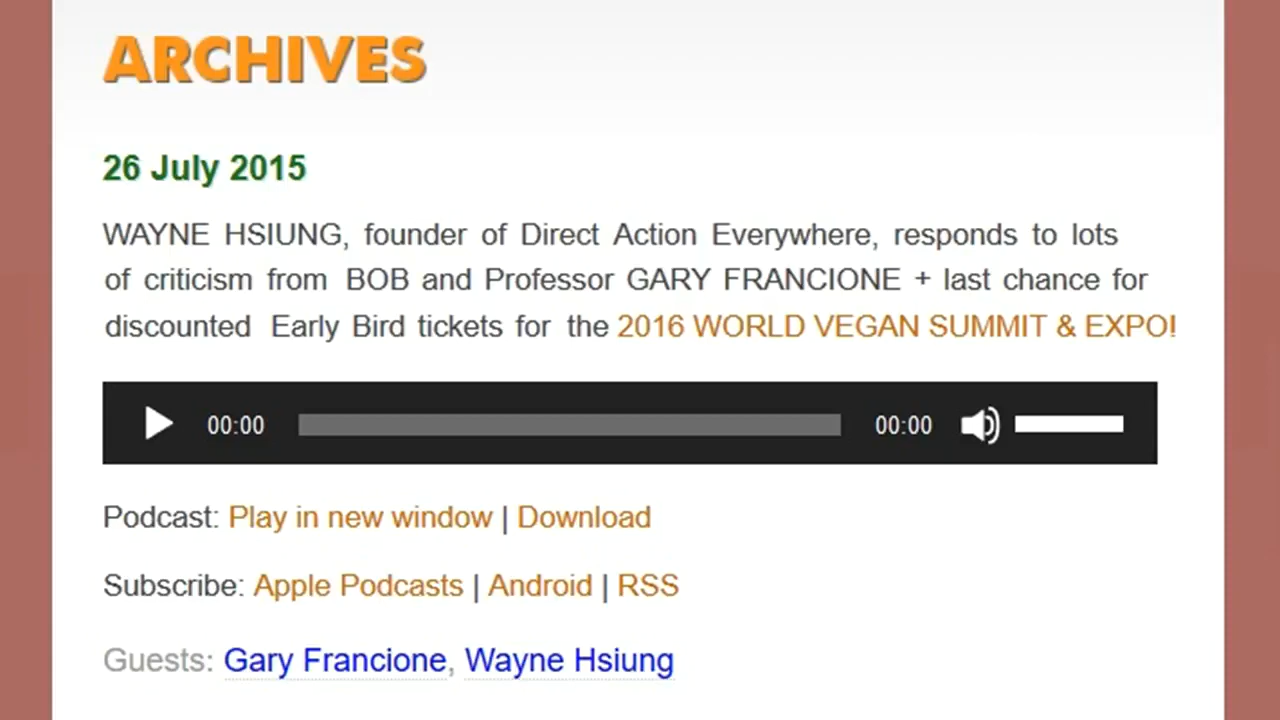 ARCHIVES
26 July 2015
WAYNE HSIUNG, founder of Direct Action Everywhere, responds to lots
of criticism from BOB and Professor GARY FRANCIONE + last chance for
discounted Early Bird tickets for the 2016 WORLD VEGAN SUMMIT & EXPO!
00:00 00:00
Podcast: Play in new window | Download
Subscribe: Apple Podcasts | Android | RSS
Guests: Gary Francione, Wayne Hsiung